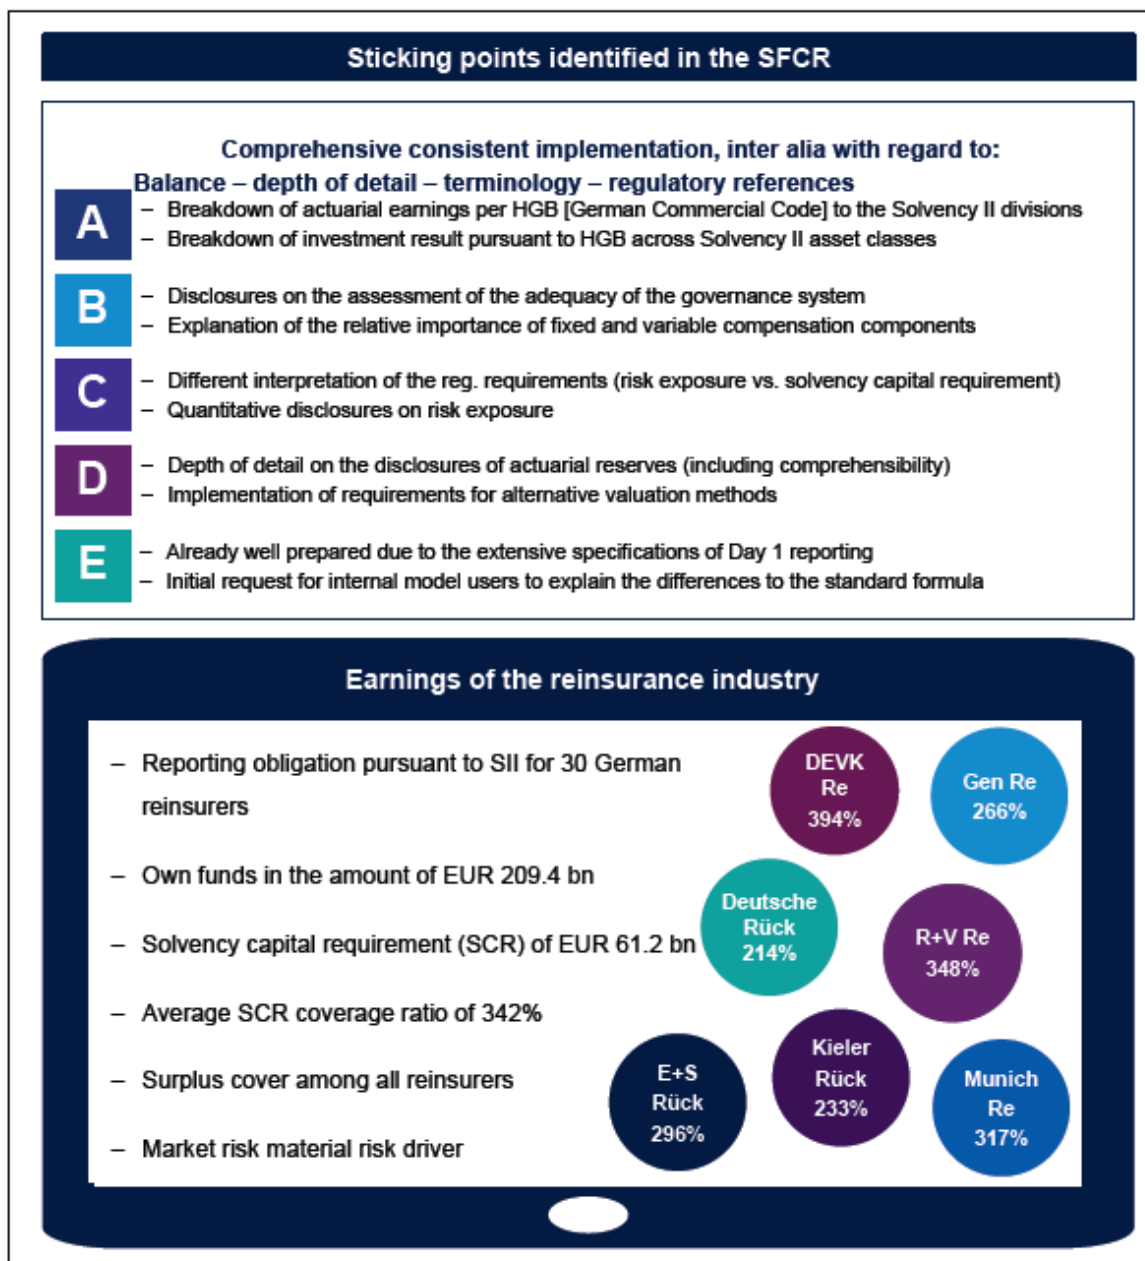 Sticking points identified in the SFCR
Comprehensive consistent implementation, inter alia with regard to:
Balance – depth of detail – terminology – regulatory references
A
– Breakdown of actuarial earnings per HGB [German Commercial Code] to the Solvency II divisions
– Breakdown of investment result pursuant to HGB across Solvency II asset classes
B
– Disclosures on the assessment of the adequacy of the governance system
– Explanation of the relative importance of fixed and variable compensation components
C
– Different interpretation of the reg. requirements (risk exposure vs. solvency capital requirement)
– Quantitative disclosures on risk exposure
D
– Depth of detail on the disclosures of actuarial reserves (including comprehensibility)
– Implementation of requirements for alternative valuation methods
E
– Already well prepared due to the extensive specifications of Day 1 reporting
– Initial request for internal model users to explain the differences to the standard formula
Earnings of the reinsurance industry
– Reporting obligation pursuant to SII for 30 German
reinsurers
– Own funds in the amount of EUR 209.4 bn
– Solvency capital requirement (SCR) of EUR 61.2 bn
– Average SCR coverage ratio of 342%
– Surplus cover among all reinsurers
– Market risk material risk driver
DEVK
Re
394%
Gen Re
266%
Deutsche
Rück
214%
R+V Re
348%
E+S
Rück
296%
Kieler
Rück
233%
Munich
Re
317%